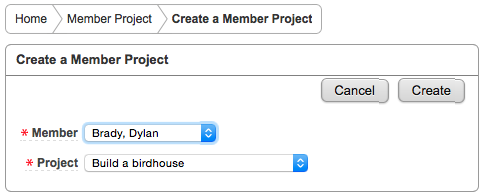 Home Member Project Create a Member Project
Create a Member Project
Cancel Create
* Member Brady, Dylan
* Project Build a birdhouse